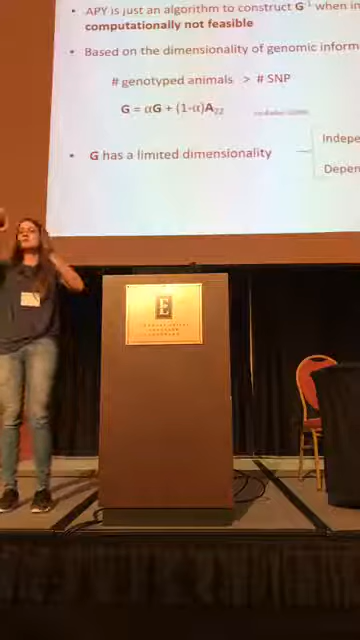 • APY is just an algorithm to construct G⁻¹ when in
computationally not feasible
• Based on the dimensionality of genomic inform
# genotyped animals > # SNP
G = αG + (1-α)A₂₂
• G has a limited dimensionality
Indepe
Depen
E